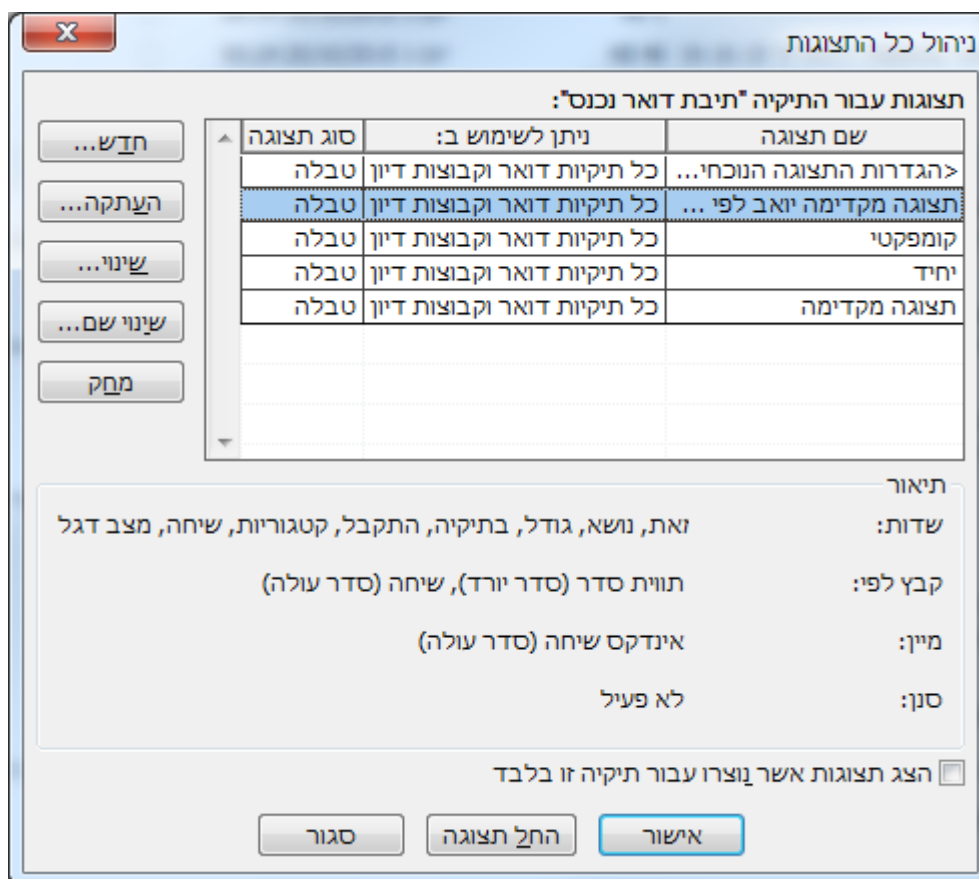 ניהול כל התצוגות
תצוגות עבור התיקיה "תיבת דואר נכנס":
שם תצוגה ניתן לשימוש ב: סוג תצוגה
<הגדרות התצוגה הנוכחי... כל תיקיות דואר וקבוצות דיון טבלה
תצוגה מקדימה יואב לפי ... כל תיקיות דואר וקבוצות דיון טבלה
קומפקטי כל תיקיות דואר וקבוצות דיון טבלה
יחיד כל תיקיות דואר וקבוצות דיון טבלה
תצוגה מקדימה כל תיקיות דואר וקבוצות דיון טבלה
חדש...
העתקה...
שינוי...
שינוי שם...
מחק
תיאור
שדות: זאת, נושא, גודל, בתיקיה, התקבל, קטגוריות, שיחה, מצב דגל
קבץ לפי: תווית סדר (סדר יורד), שיחה (סדר עולה)
מיין: אינדקס שיחה (סדר עולה)
סנן: לא פעיל
הצג תצוגות אשר נוצרו עבור תיקיה זו בלבד
אישור החל תצוגה סגור